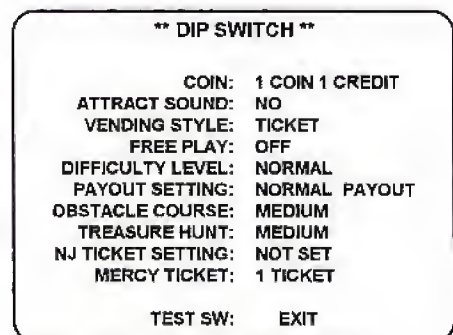 ** DIP SWITCH **
COIN: 1 COIN 1 CREDIT
ATTRACT SOUND: NO
VENDING STYLE: TICKET
FREE PLAY: OFF
DIFFICULTY LEVEL: NORMAL
PAYOUT SETTING: NORMAL PAYOUT
OBSTACLE COURSE: MEDIUM
TREASURE HUNT: MEDIUM
NJ TICKET SETTING: NOT SET
MERCY TICKET: 1 TICKET
TEST SW: EXIT